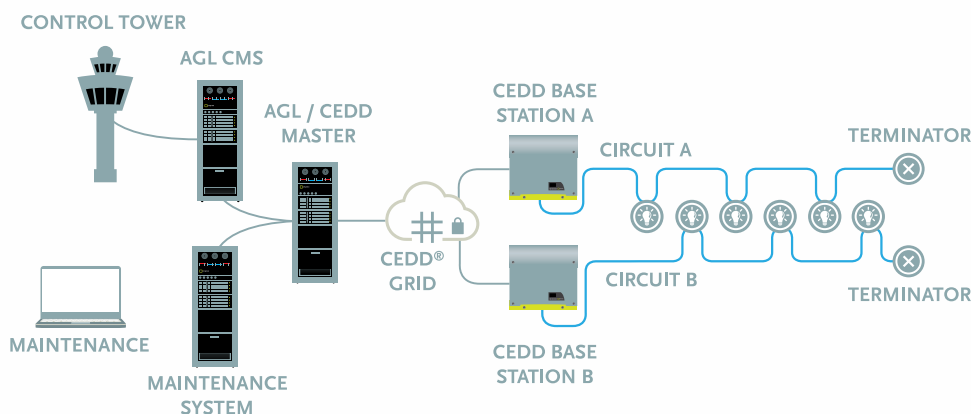 CONTROL TOWER
AGL CMS
AGL / CEDD
MASTER
CEDD BASE
STATION A
CIRCUIT A
TERMINATOR
CEDD®
GRID
CIRCUIT B
TERMINATOR
MAINTENANCE
CEDD BASE
STATION B
MAINTENANCE
SYSTEM